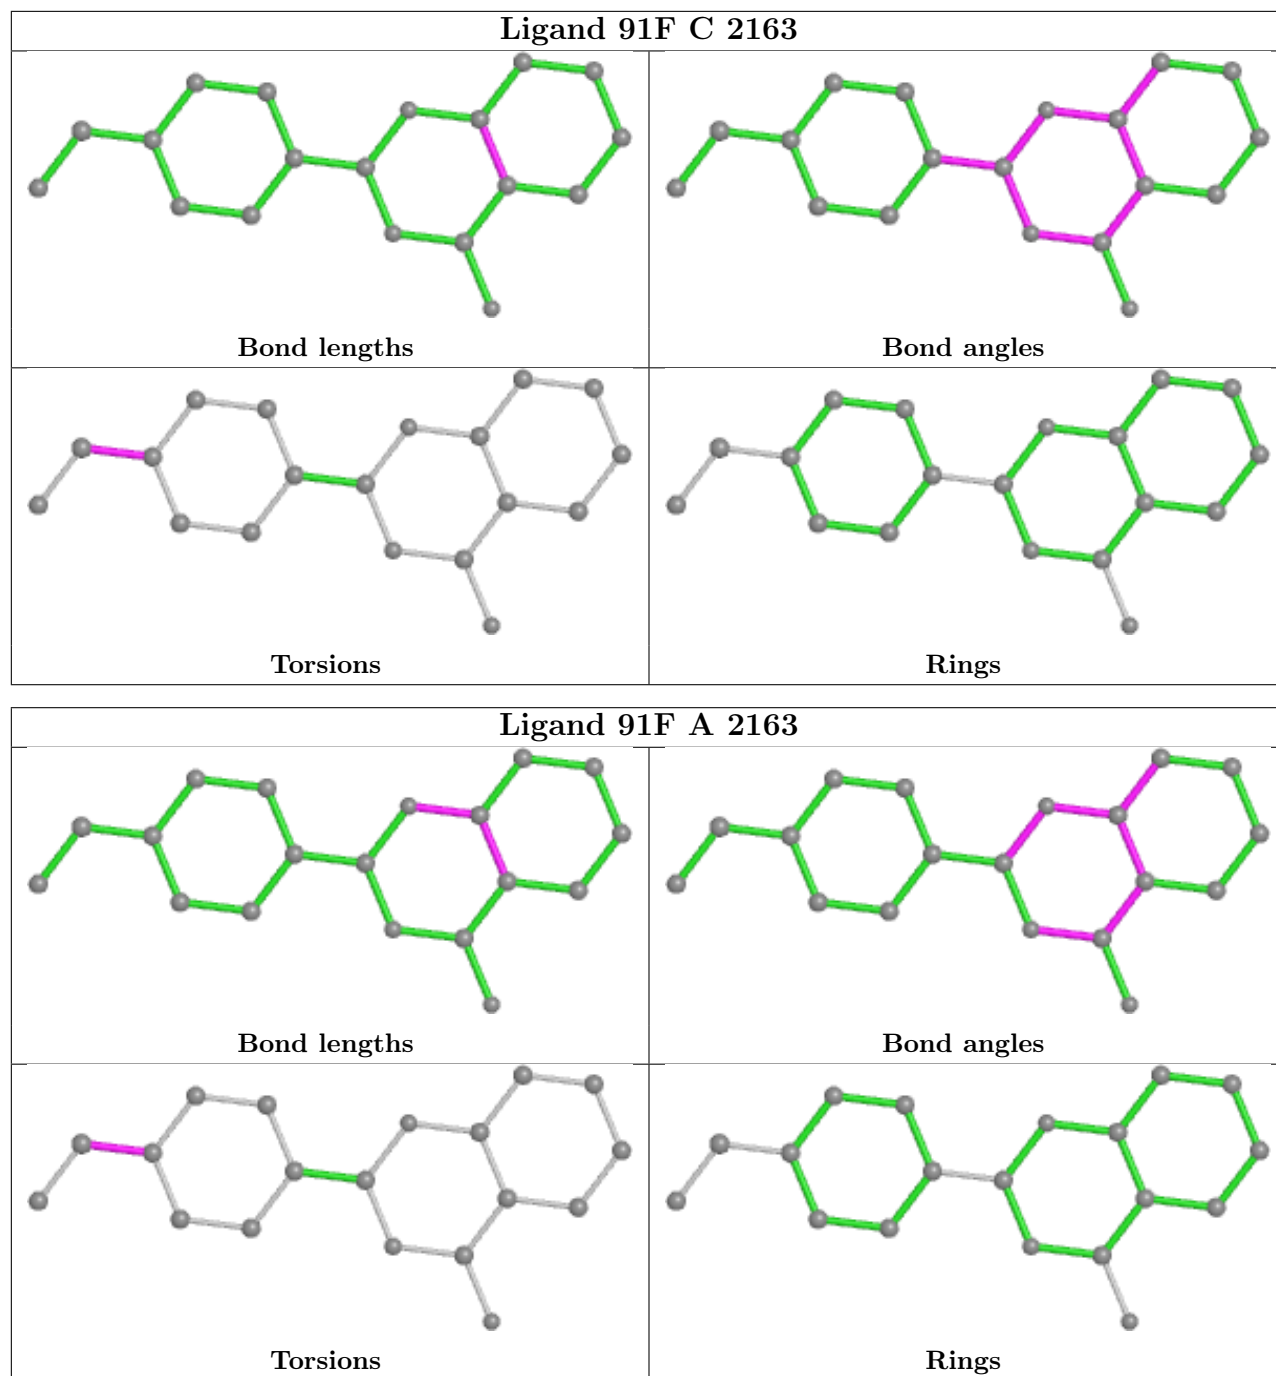 Ligand 91F C 2163
Bond lengths
Bond angles
Torsions
Rings
Ligand 91F A 2163
Bond lengths
Bond angles
Torsions
Rings